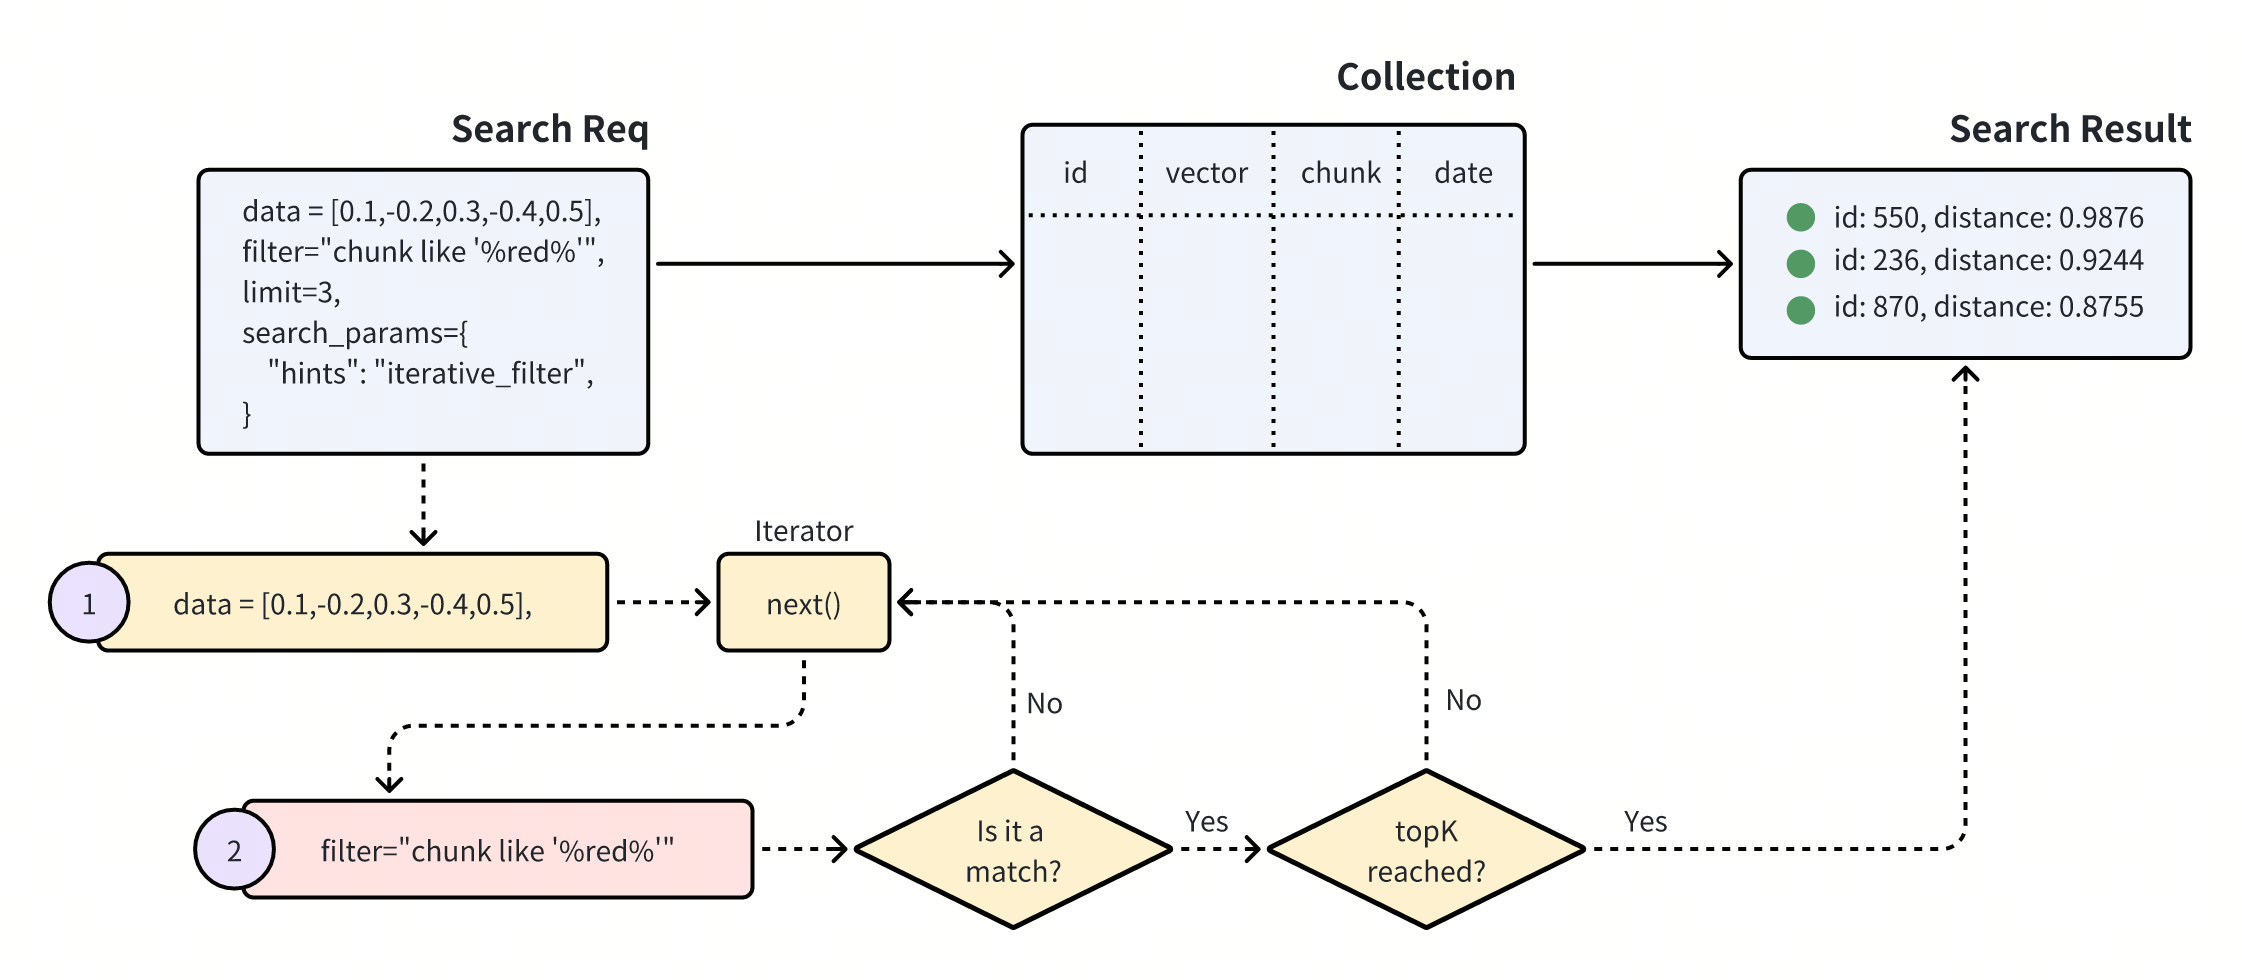 Collection
Search Req
Search Result
data = [0.1,-0.2,0.3,-0.4,0.5],
filter="chunk like '%red%'",
limit=3,
search_params={
"hints": "iterative_filter",
}
id
vector
chunk
date
id: 550, distance: 0.9876
id: 236, distance: 0.9244
id: 870, distance: 0.8755
Iterator
1
data = [0.1,-0.2,0.3,-0.4,0.5],
next()
No
No
2
filter="chunk like '%red%'"
Is it a
match?
Yes
topK
reached?
Yes